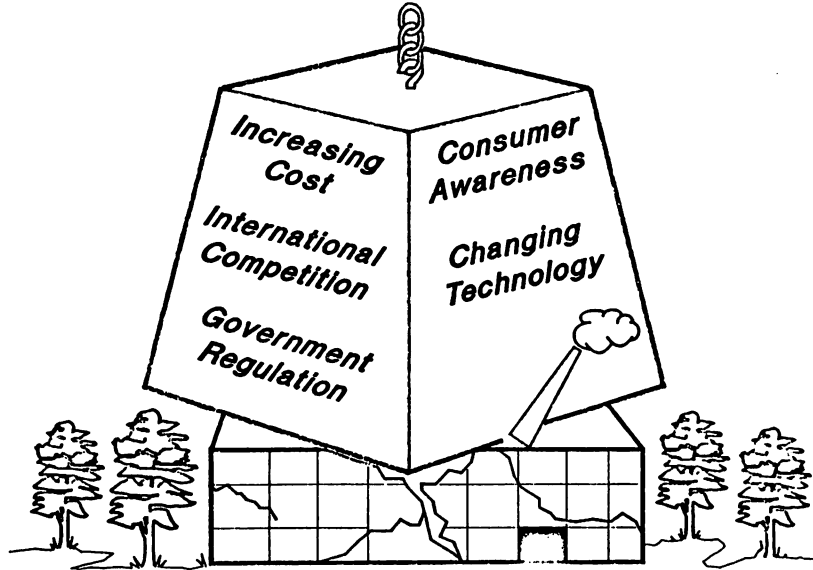 Increasing
Cost
International
Competition
Government
Regulation
Consumer
Awareness
Changing
Technology